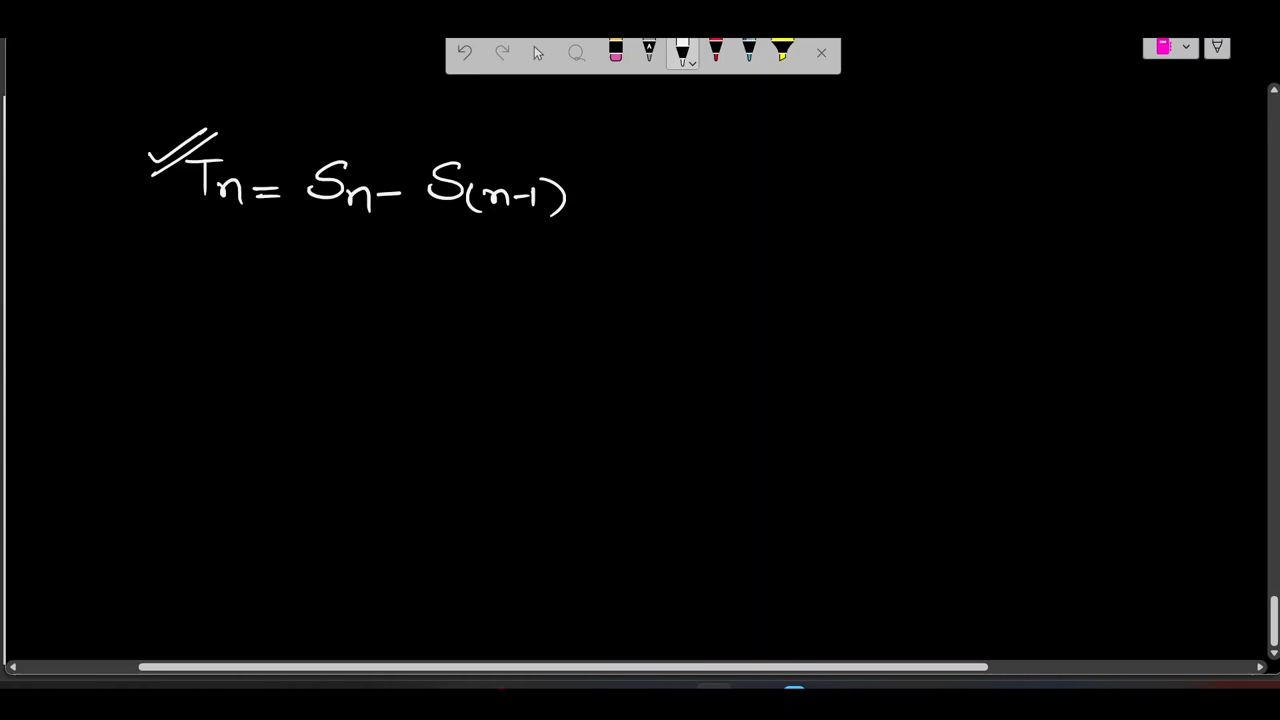 Tn = Sn - S(n-1)